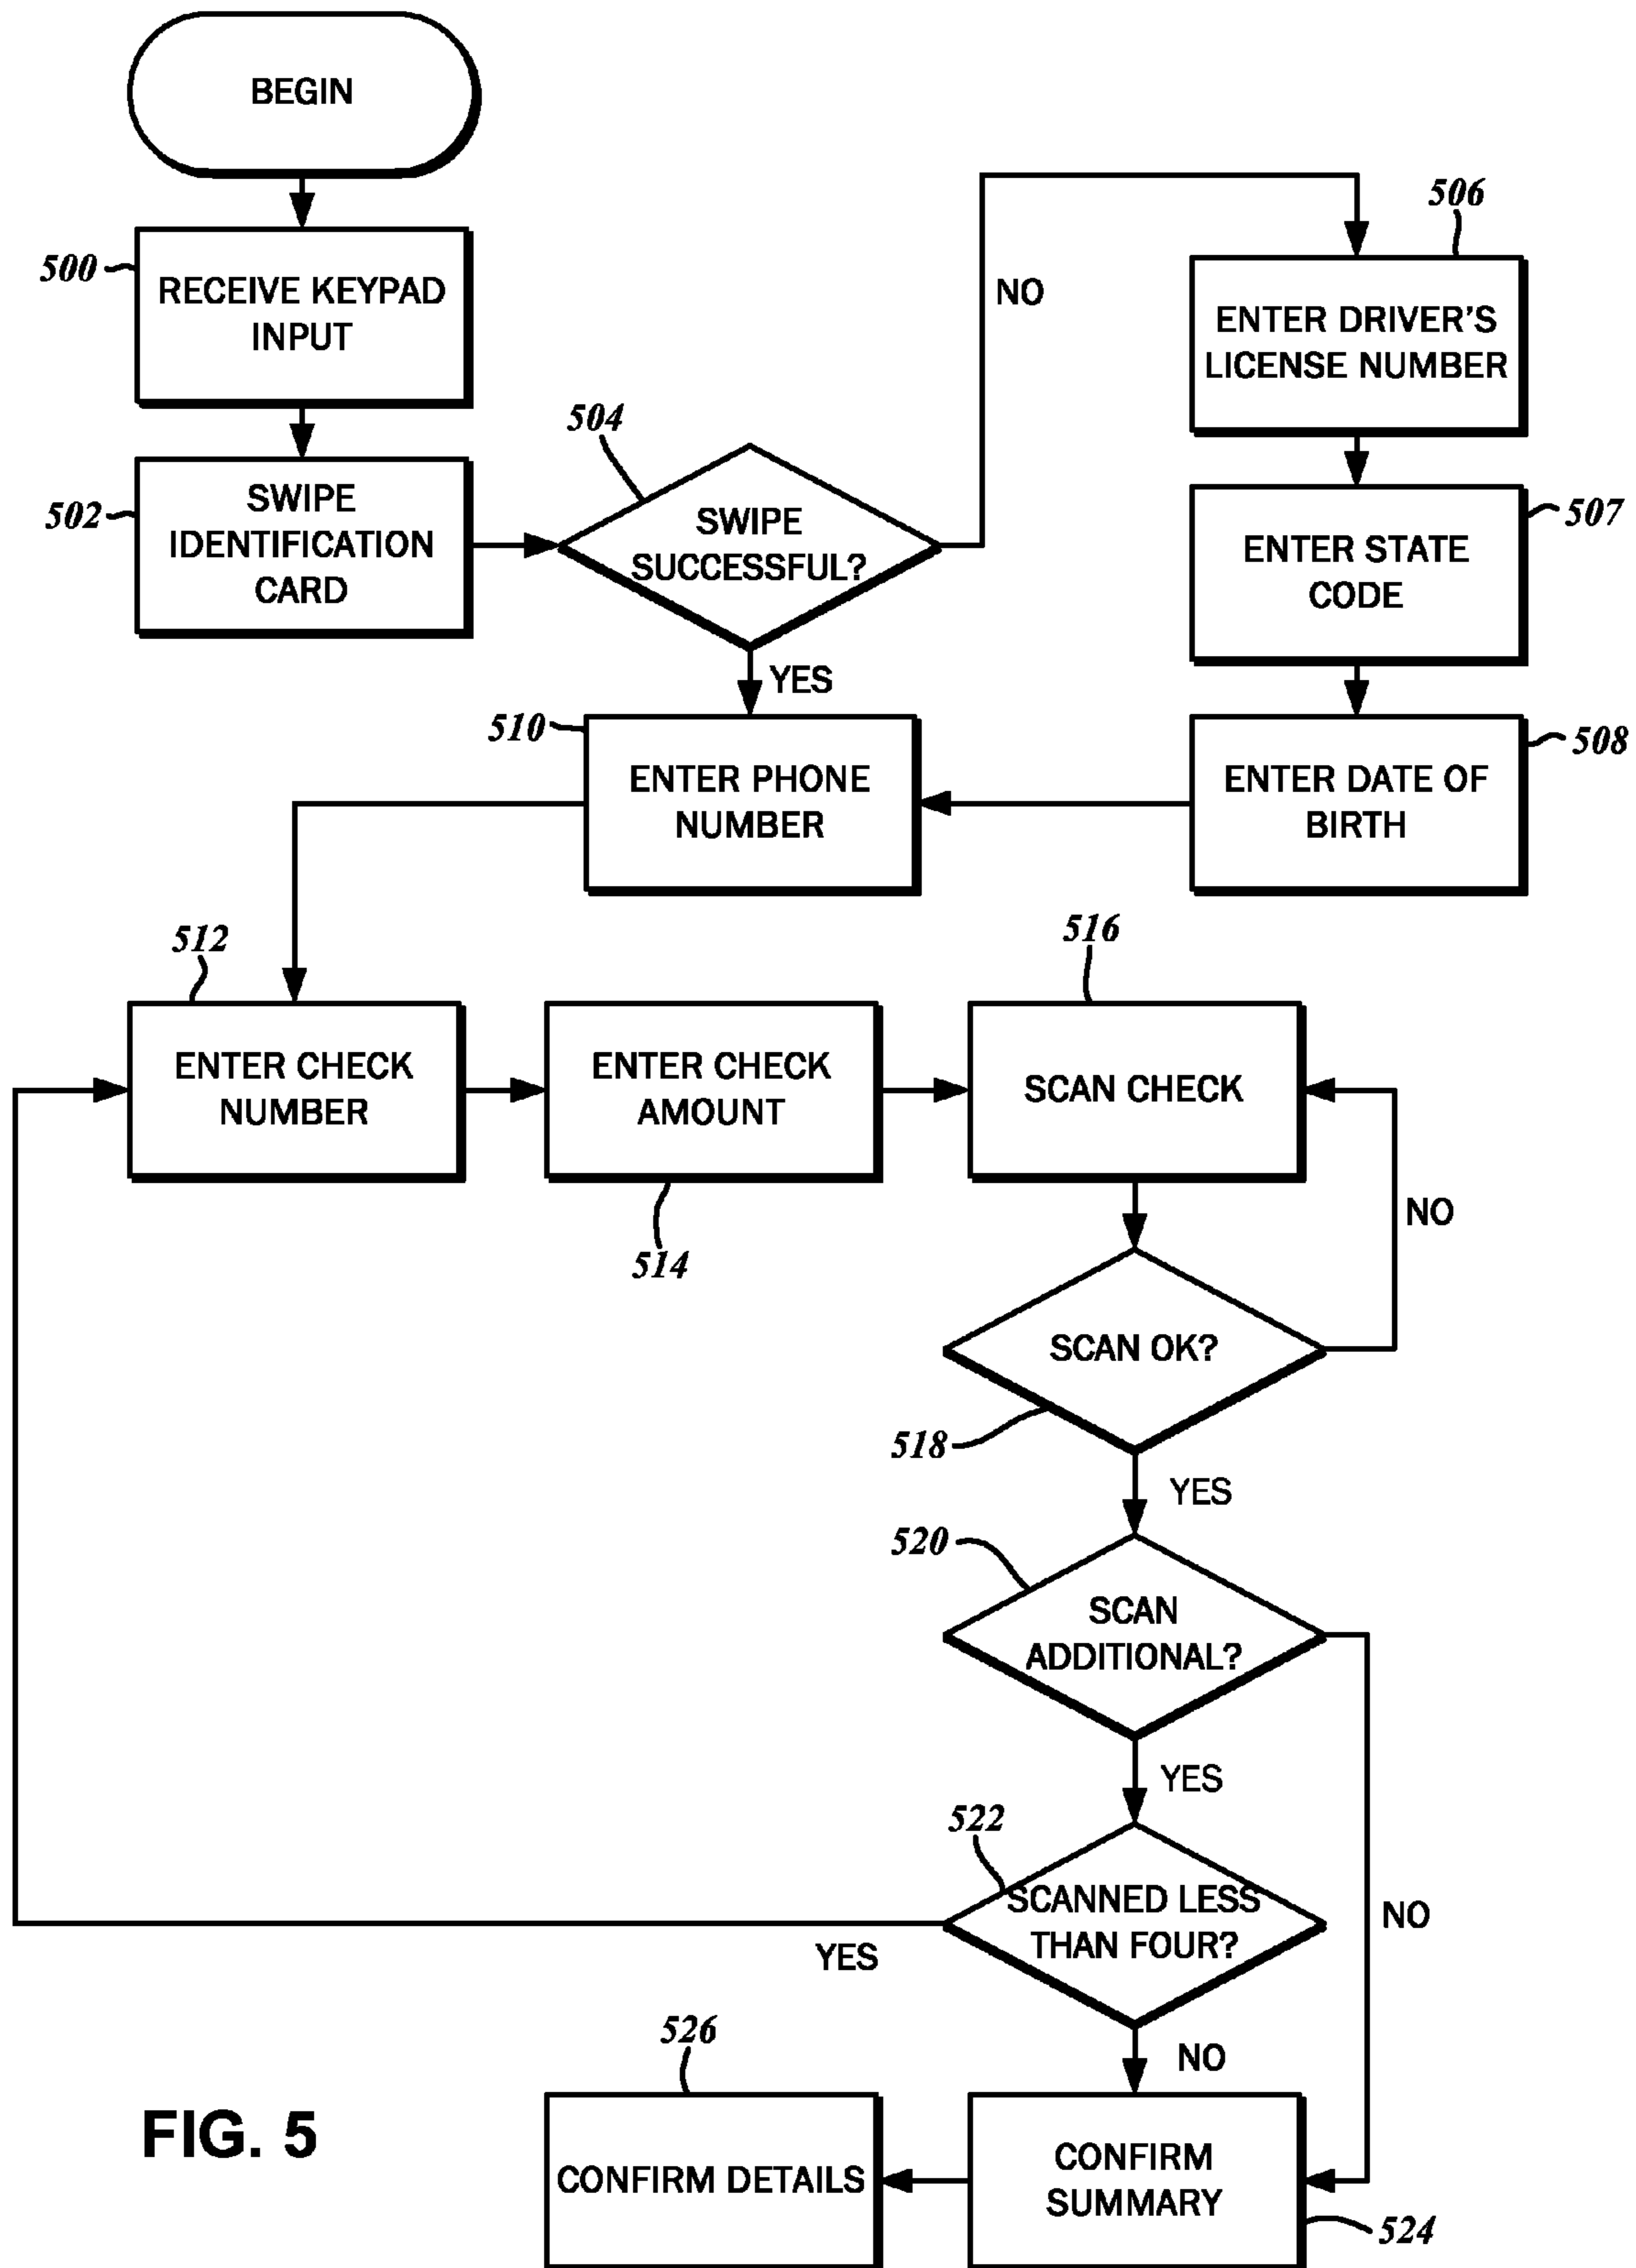 BEGIN
500
RECEIVE KEYPAD
INPUT
502
SWIPE
IDENTIFICATION
CARD
504
SWIPE
SUCCESSFUL?
NO
YES
506
ENTER DRIVER'S
LICENSE NUMBER
507
ENTER STATE
CODE
508
ENTER DATE OF
BIRTH
510
ENTER PHONE
NUMBER
512
ENTER CHECK
NUMBER
ENTER CHECK
AMOUNT
514
516
SCAN CHECK
NO
SCAN OK?
518
YES
520
SCAN
ADDITIONAL?
YES
NO
522
SCANNED LESS
THAN FOUR?
YES
NO
CONFIRM
SUMMARY
524
526
CONFIRM DETAILS
FIG. 5